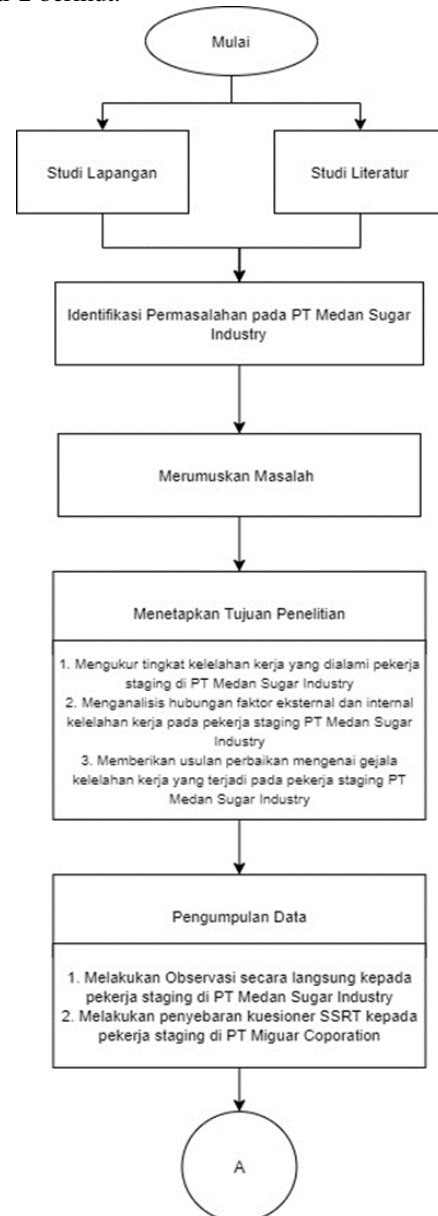 berikut.
Mulai
Studi Lapangan
Studi Literatur
Identifikasi Permasalahan pada PT Medan Sugar
Industry
Merumuskan Masalah
Menetapkan Tujuan Penelitian
1. Mengukur tingkat kelelahan kerja yang dialami pekerja
staging di PT Medan Sugar Industry
2. Menganalisis hubungan faktor eksternal dan internal
kelelahan kerja pada pekerja staging PT Medan Sugar
Industry
3. Memberikan usulan perbaikan mengenai gejala
kelelahan kerja yang terjadi pada pekerja staging PT
Medan Sugar Industry
Pengumpulan Data
1. Melakukan Observasi secara langsung kepada
pekerja staging di PT Medan Sugar Industry
2. Melakukan penyebaran kuesioner SSRT kepada
pekerja staging di PT Miguar Coporation
A